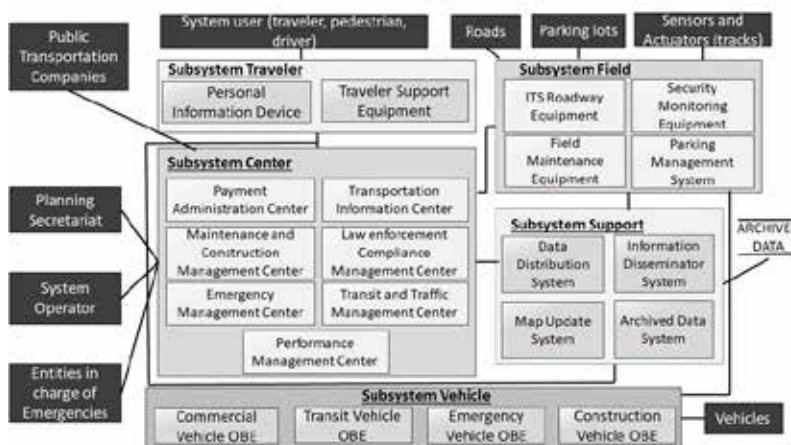 Public
Transportation
Companies
System user (traveler, pedestrian,
driver)
Roads
Parking lots
Sensors and
Actuators (tracks)
Subsystem Traveler
Personal
Information Device
Traveler Support
Equipment
Subsystem Field
ITS Roadway
Equipment
Security
Monitoring
Equipment
Field
Maintenance
Equipment
Parking
Management
System
Subsystem Center
Payment
Administration Center
Transportation
Information Center
Maintenance and
Construction
Management Center
Law enforcement
Compliance
Management Center
Emergency
Management Center
Transit and Traffic
Management Center
Performance
Management Center
Planning
Secretariat
System
Operator
Entities in
charge of
Emergencies
Subsystem Support
Data
Distribution
System
Information
Disseminator
System
Map Update
System
Archived Data
System
ARCHIVE
DATA
Subsystem Vehicle
Commercial
Vehicle OBE
Transit Vehicle
OBE
Emergency
Vehicle OBE
Construction
Vehicle OBE
Vehicles